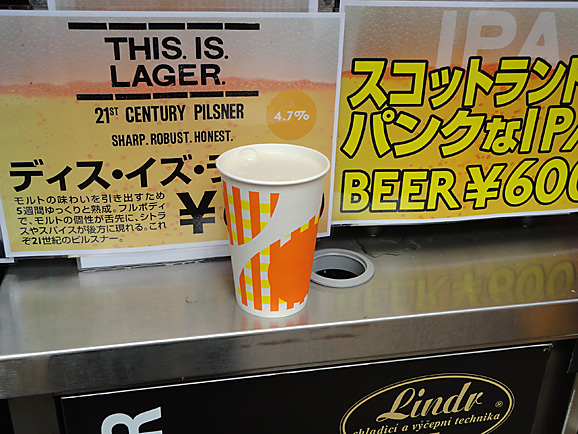 THIS. IS.
LAGER.
21ST CENTURY PILSNER
4.7%
SHARP. ROBUST. HONEST.
ディス・イズ・
モルトの味わいを引き出すため
5週間ゆっくりと熟成。フルボディ
で、モルトの個性が舌先に、シトラ
スやスパイスが後方に現れる。これ
ぞ21世紀のピルスナー。
¥
IPA
スコットランド
パンクなIPA
BEER ¥600
Lindr ®
chladicí a výčepní technika